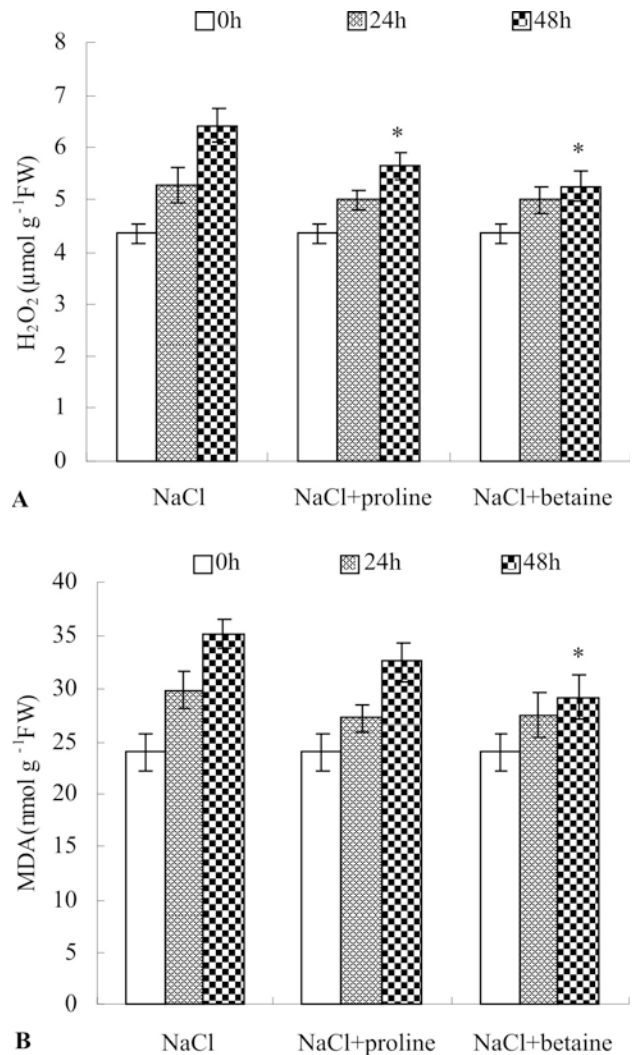 0h 24h 48h
8
7
6
5
4
3
2
1
0
H₂O₂ (μmol g⁻¹FW)
*
*
NaCl NaCl+proline NaCl+betaine
A
0h 24h 48h
40
35
30
25
20
15
10
5
0
MDA(nmol g⁻¹FW)
*
NaCl NaCl+proline NaCl+betaine
B